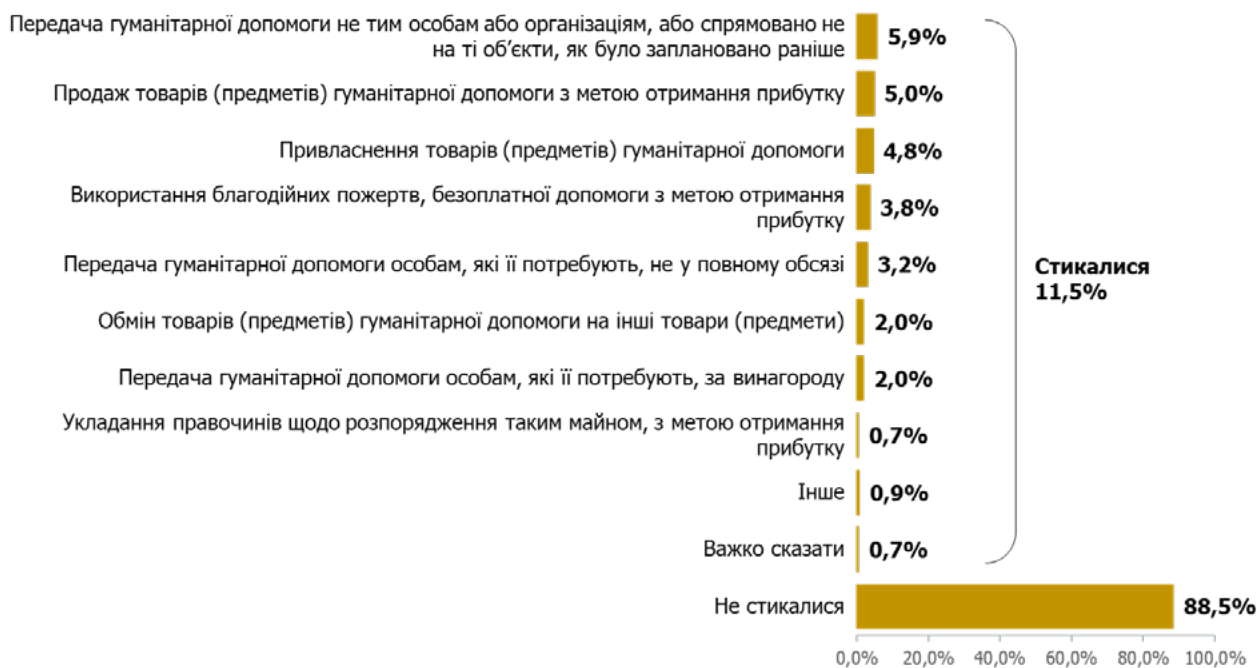 Передача гуманітарної допомоги не тим особам або організаціям, або спрямовано не
на ті об’єкти, як було заплановано раніше
5,9%
Продаж товарів (предметів) гуманітарної допомоги з метою отримання прибутку
5,0%
Привласнення товарів (предметів) гуманітарної допомоги
4,8%
Використання благодійних пожертв, безоплатної допомоги з метою отримання
прибутку
3,8%
Передача гуманітарної допомоги особам, які її потребують, не у повному обсязі
3,2%
Стикалися
11,5%
Обмін товарів (предметів) гуманітарної допомоги на інші товари (предмети)
2,0%
Передача гуманітарної допомоги особам, які її потребують, за винагороду
2,0%
Укладання правочинів щодо розпорядження таким майном, з метою отримання
прибутку
0,7%
Інше
0,9%
Важко сказати
0,7%
Не стикалися
88,5%
0,0% 20,0% 40,0% 60,0% 80,0% 100,0%